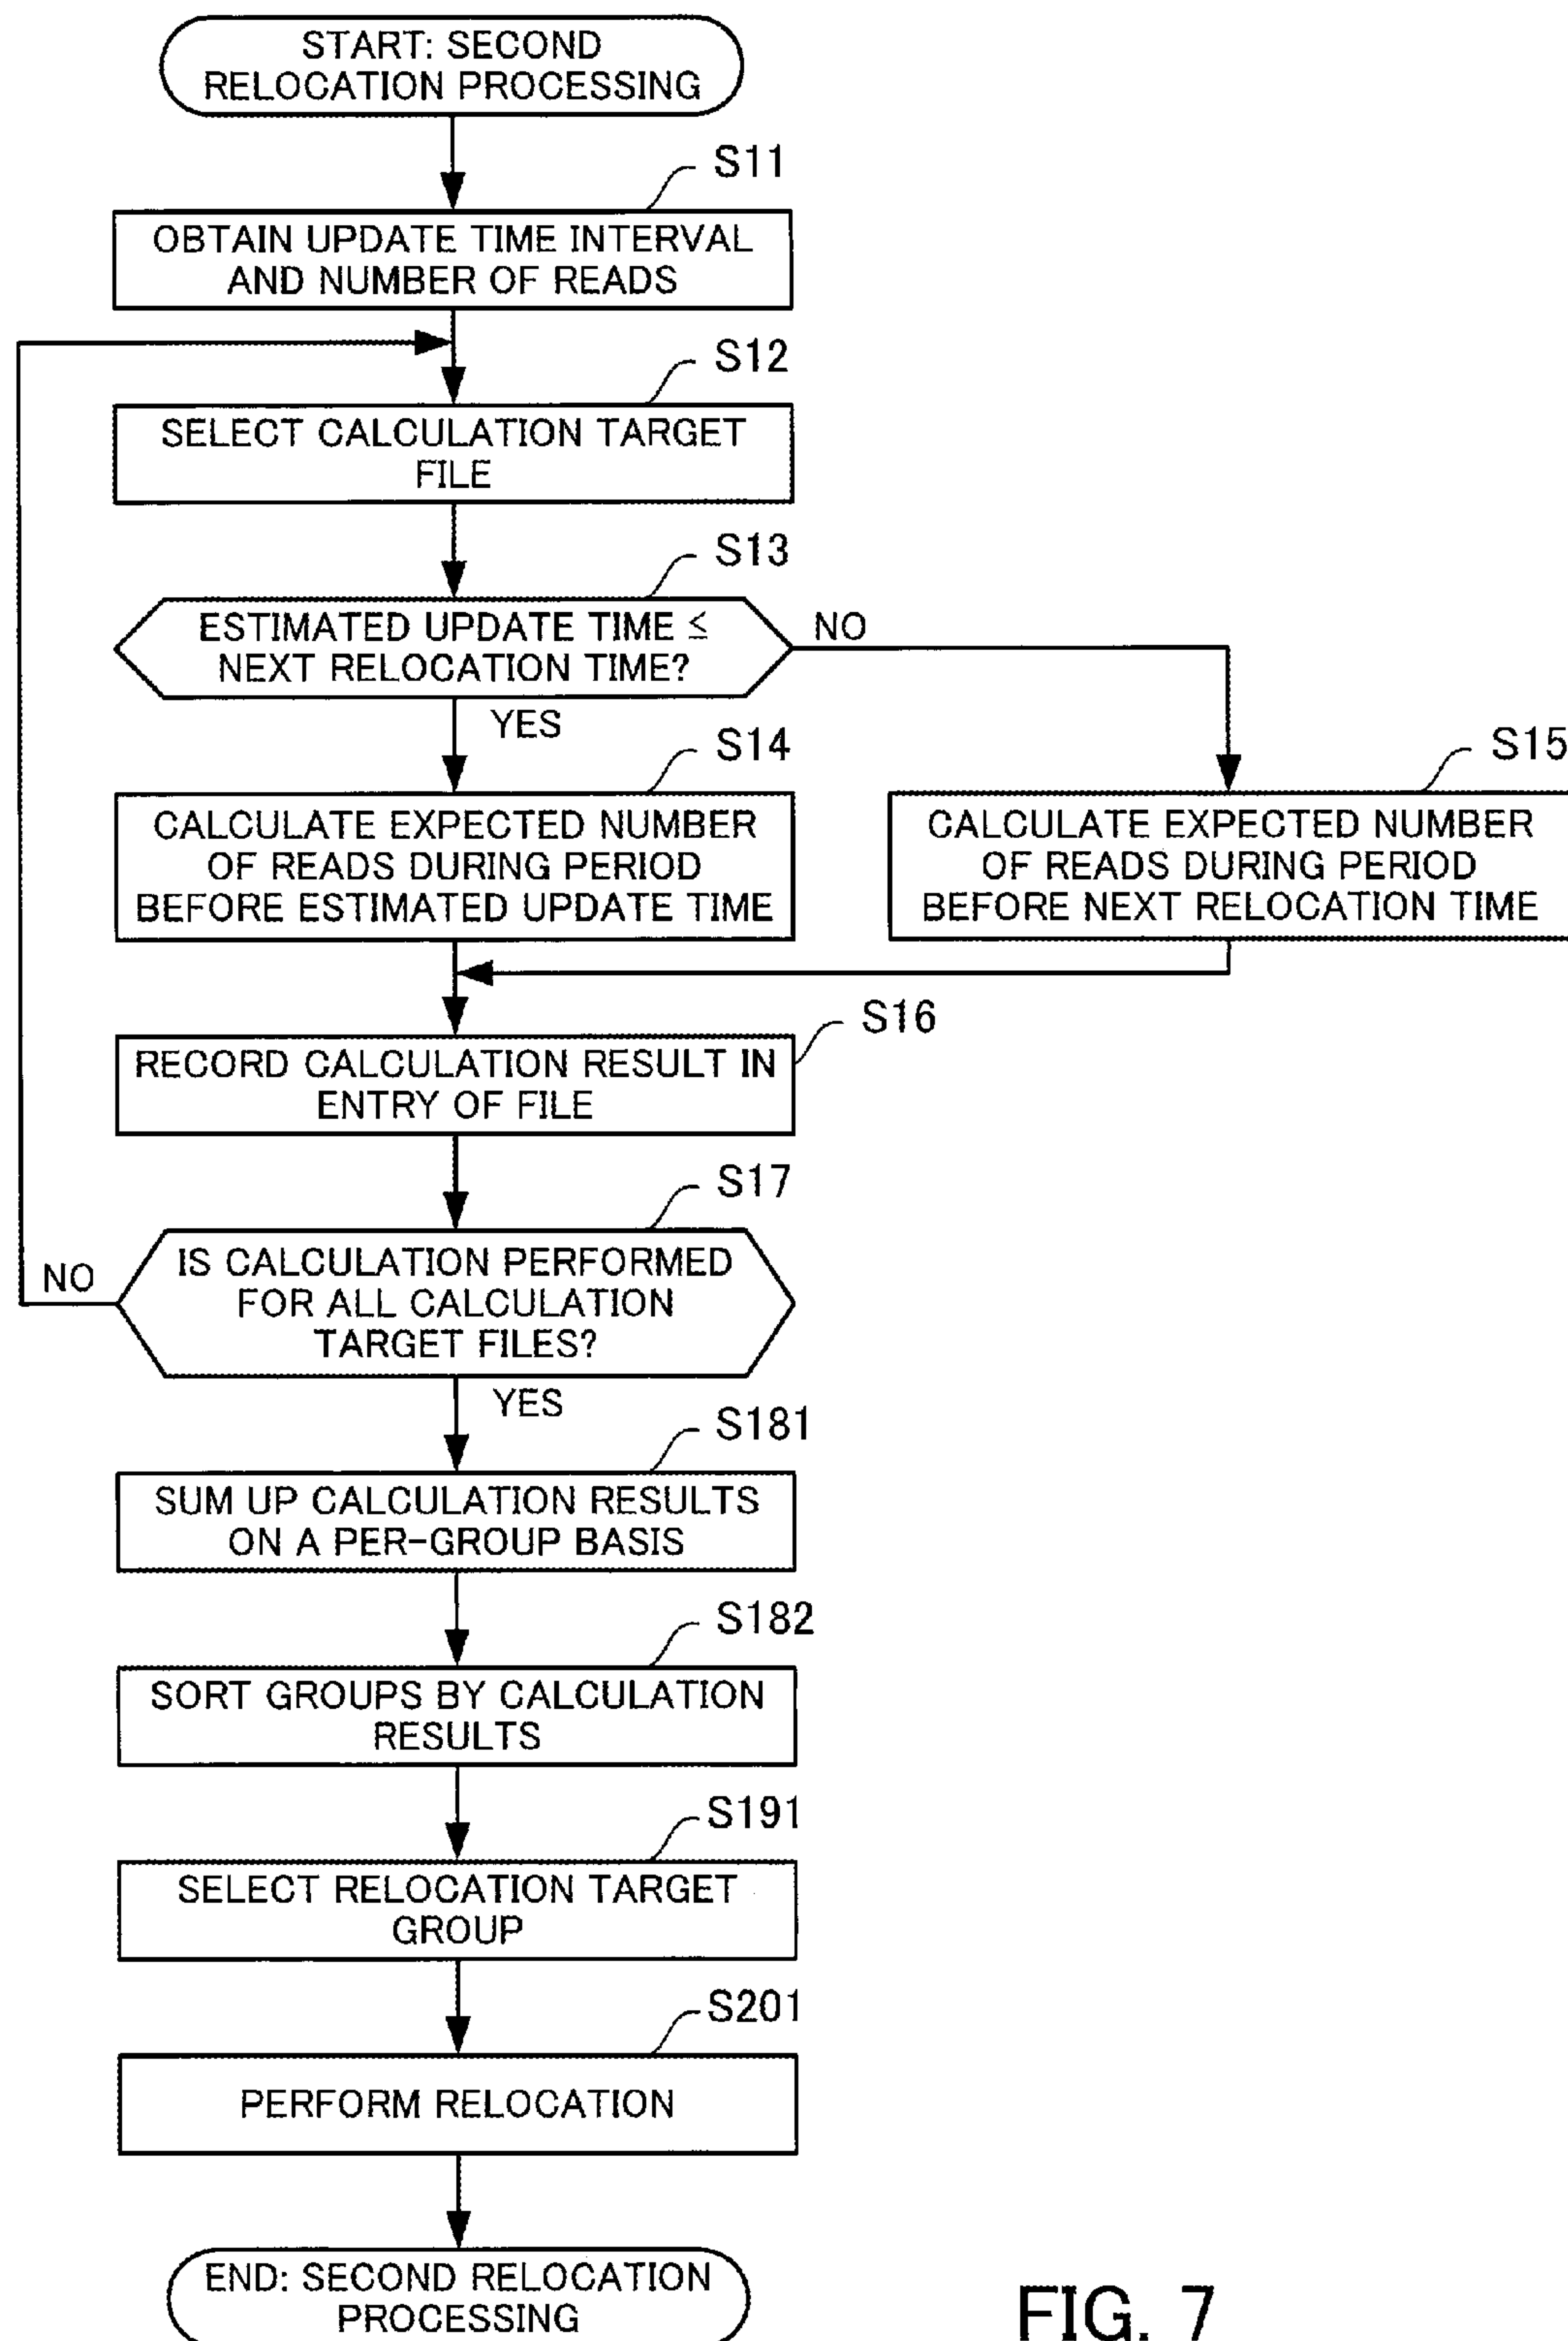 START: SECOND
RELOCATION PROCESSING
S11
OBTAIN UPDATE TIME INTERVAL
AND NUMBER OF READS
S12
SELECT CALCULATION TARGET
FILE
S13
ESTIMATED UPDATE TIME ≤
NEXT RELOCATION TIME?
NO
YES
S14
CALCULATE EXPECTED NUMBER
OF READS DURING PERIOD
BEFORE ESTIMATED UPDATE TIME
S15
CALCULATE EXPECTED NUMBER
OF READS DURING PERIOD
BEFORE NEXT RELOCATION TIME
S16
RECORD CALCULATION RESULT IN
ENTRY OF FILE
S17
IS CALCULATION PERFORMED
FOR ALL CALCULATION
TARGET FILES?
NO
YES
S181
SUM UP CALCULATION RESULTS
ON A PER-GROUP BASIS
S182
SORT GROUPS BY CALCULATION
RESULTS
S191
SELECT RELOCATION TARGET
GROUP
S201
PERFORM RELOCATION
END: SECOND RELOCATION
PROCESSING
FIG. 7